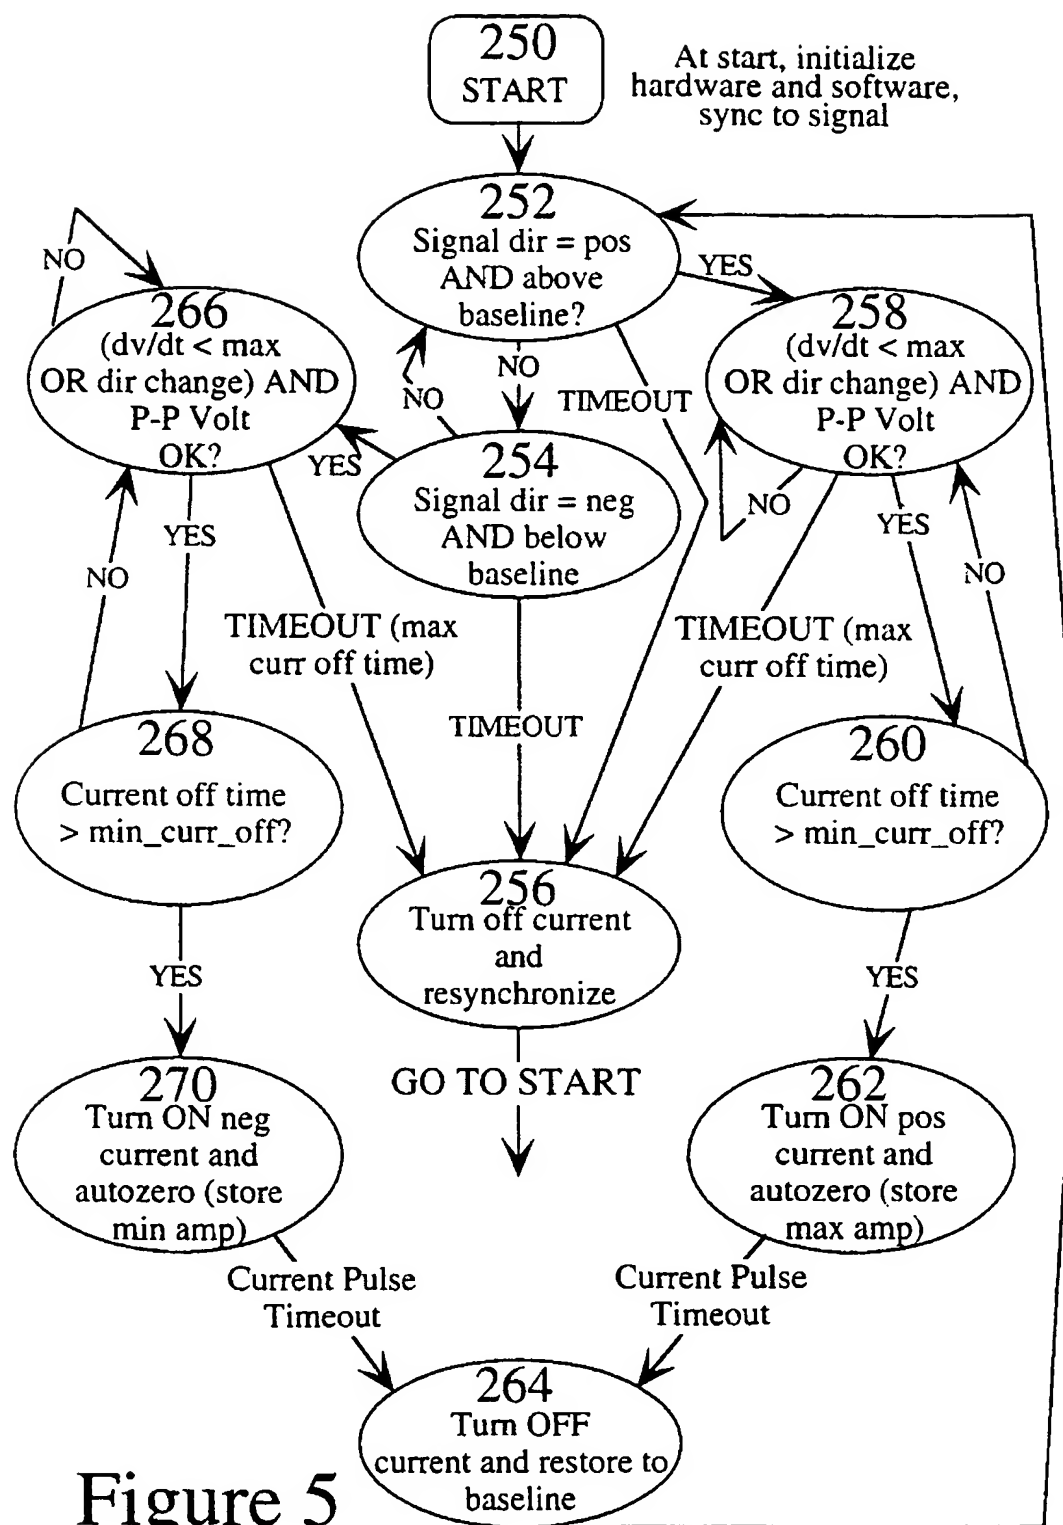 250
START
At start, initialize
hardware and software,
sync to signal
252
Signal dir = pos
AND above
baseline?
YES
NO
NO
TIMEOUT
NO
266
(dv/dt < max
OR dir change) AND
P-P Volt
OK?
YES
254
Signal dir = neg
AND below
baseline
258
(dv/dt < max
OR dir change) AND
P-P Volt
OK?
NO
YES
NO
YES
NO
TIMEOUT (max
curr off time)
TIMEOUT
TIMEOUT (max
curr off time)
268
Current off time
> min_curr_off?
260
Current off time
> min_curr_off?
256
Turn off current
and
resynchronize
YES
YES
GO TO START
270
Turn ON neg
current and
autozero (store
min amp)
262
Turn ON pos
current and
autozero (store
max amp)
Current Pulse
Timeout
Current Pulse
Timeout
264
Turn OFF
current and restore to
baseline
Figure 5